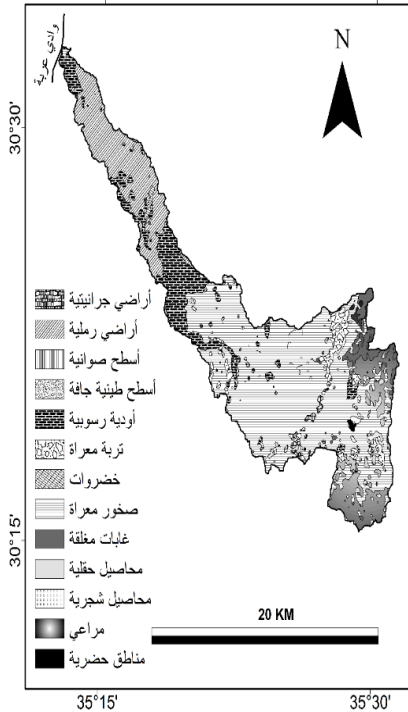 وادي عربة
N
30°30'
أراضي جرانيتية
أراضي رملية
أسطح صوانية
أسطح طينية جافة
أودية رسوبية
تربة معراة
خضروات
صخور معراة
غابات مغلقة
محاصيل حقلية
محاصيل شجرية
مراعي
مناطق حضرية
30°15'
20 KM
35°15'
35°30'